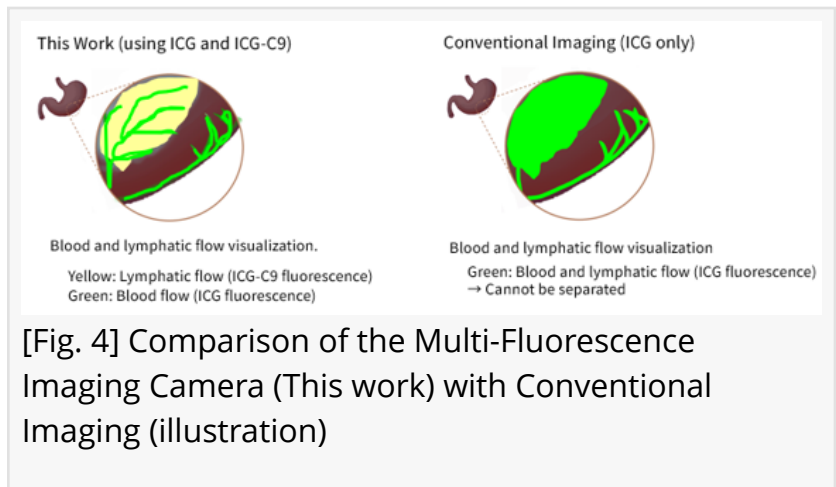 This Work (using ICG and ICG-C9)
Blood and lymphatic flow visualization.
Yellow: Lymphatic flow (ICG-C9 fluorescence)
Green: Blood flow (ICG fluorescence)
Conventional Imaging (ICG only)
Blood and lymphatic flow visualization
Green: Blood and lymphatic flow (ICG fluorescence)
→ Cannot be separated
[Fig. 4] Comparison of the Multi-Fluorescence
Imaging Camera (This work) with Conventional
Imaging (illustration)